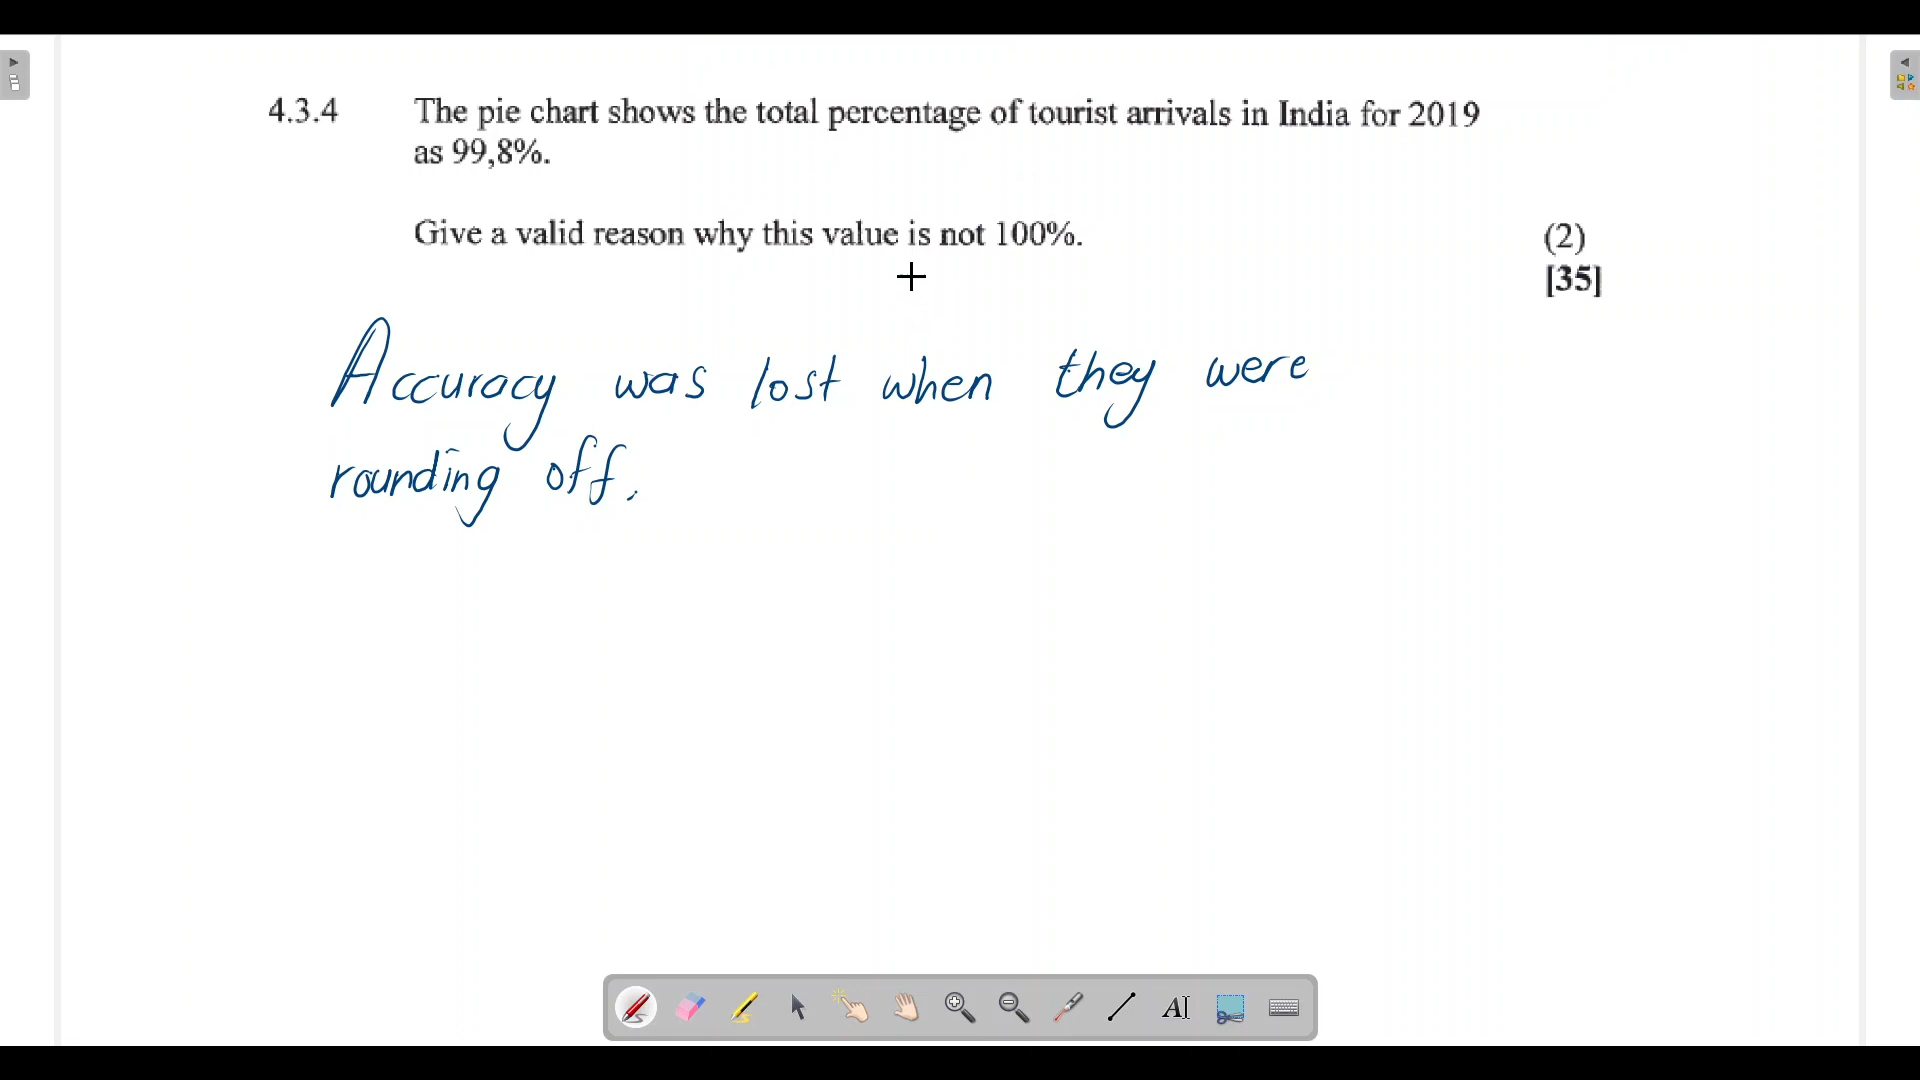 4.3.4 The pie chart shows the total percentage of tourist arrivals in India for 2019
as 99,8%.
Give a valid reason why this value is not 100%. (2)
[35]
Accuracy was lost when they were
rounding off.
AI